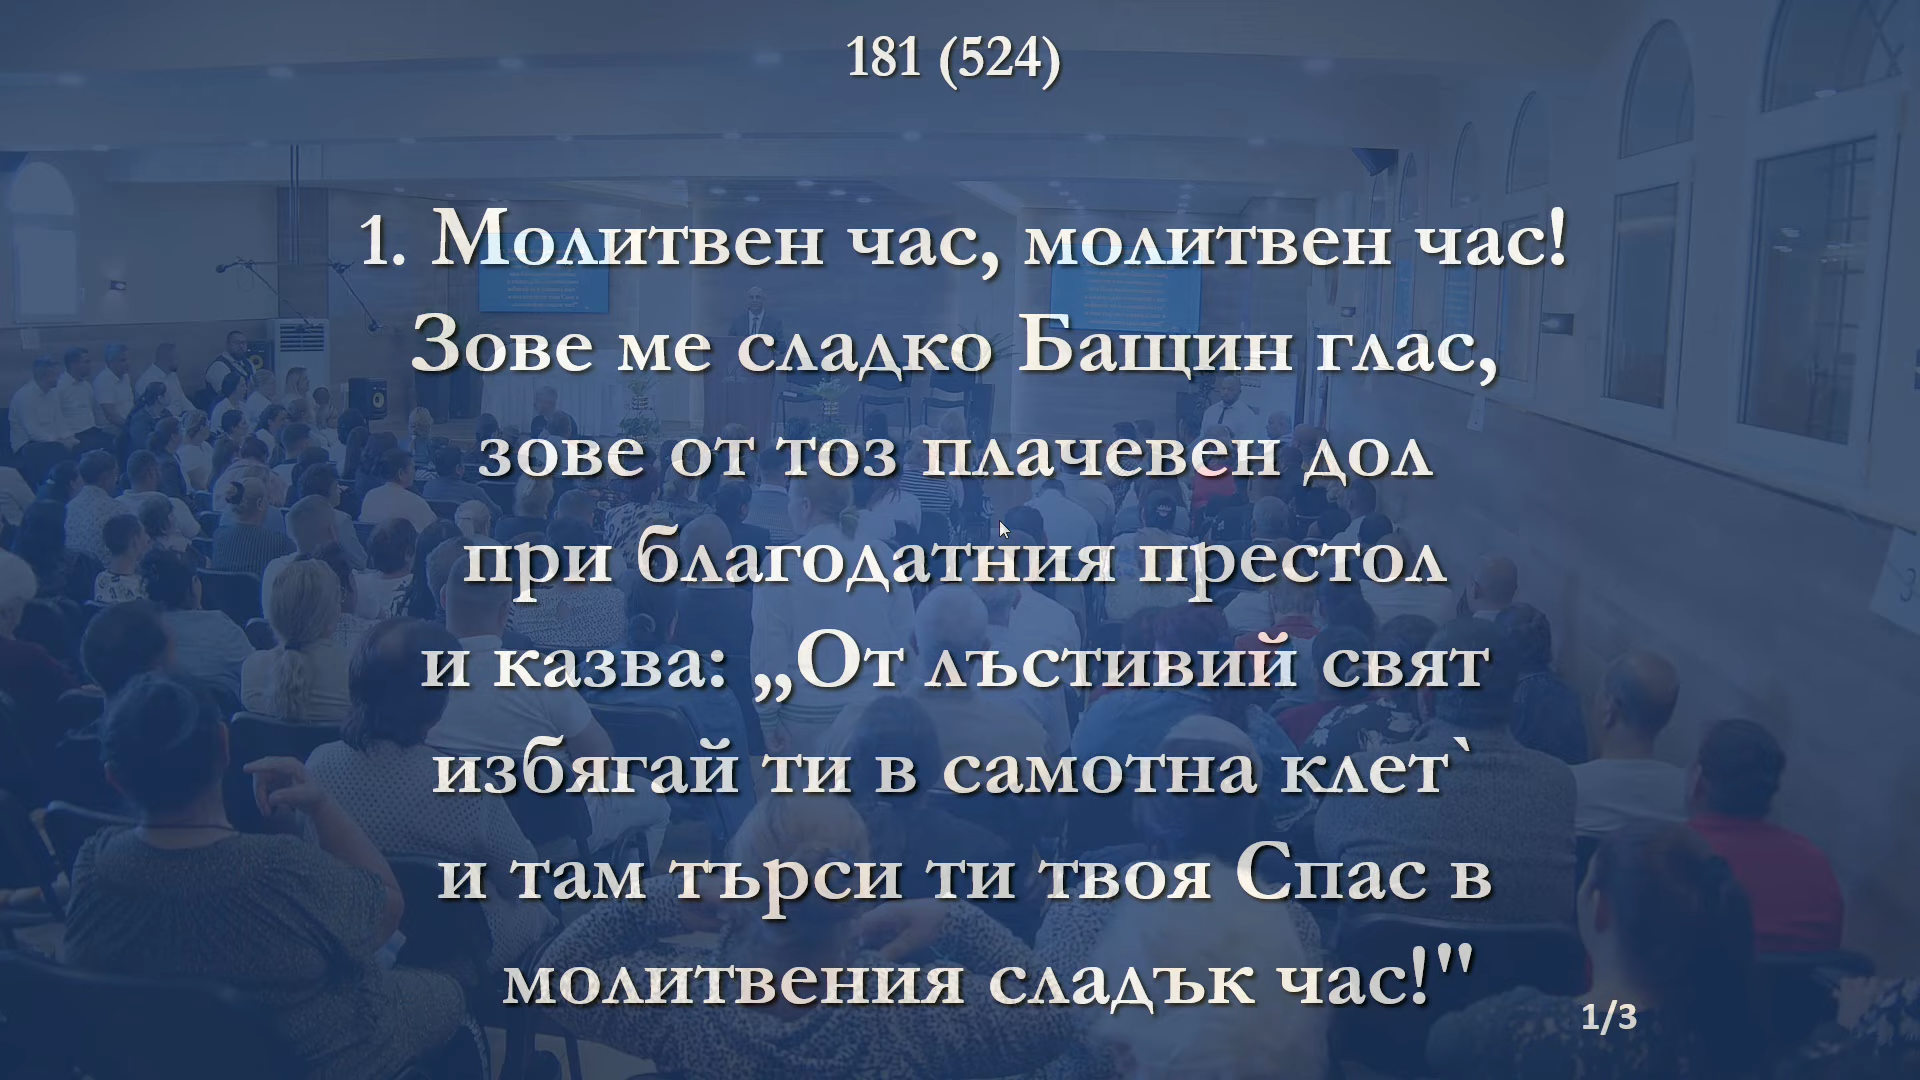 181 (524)
1. Молитвен час, молитвен час!
Зове ме сладко Бащин глас,
зове от тоз плачевен дол
при благодатния престол
и казва: „От лъстивий свят
избягай ти в самотна клет`
и там търси ти твоя Спас в
молитвения сладък час!"
1/3